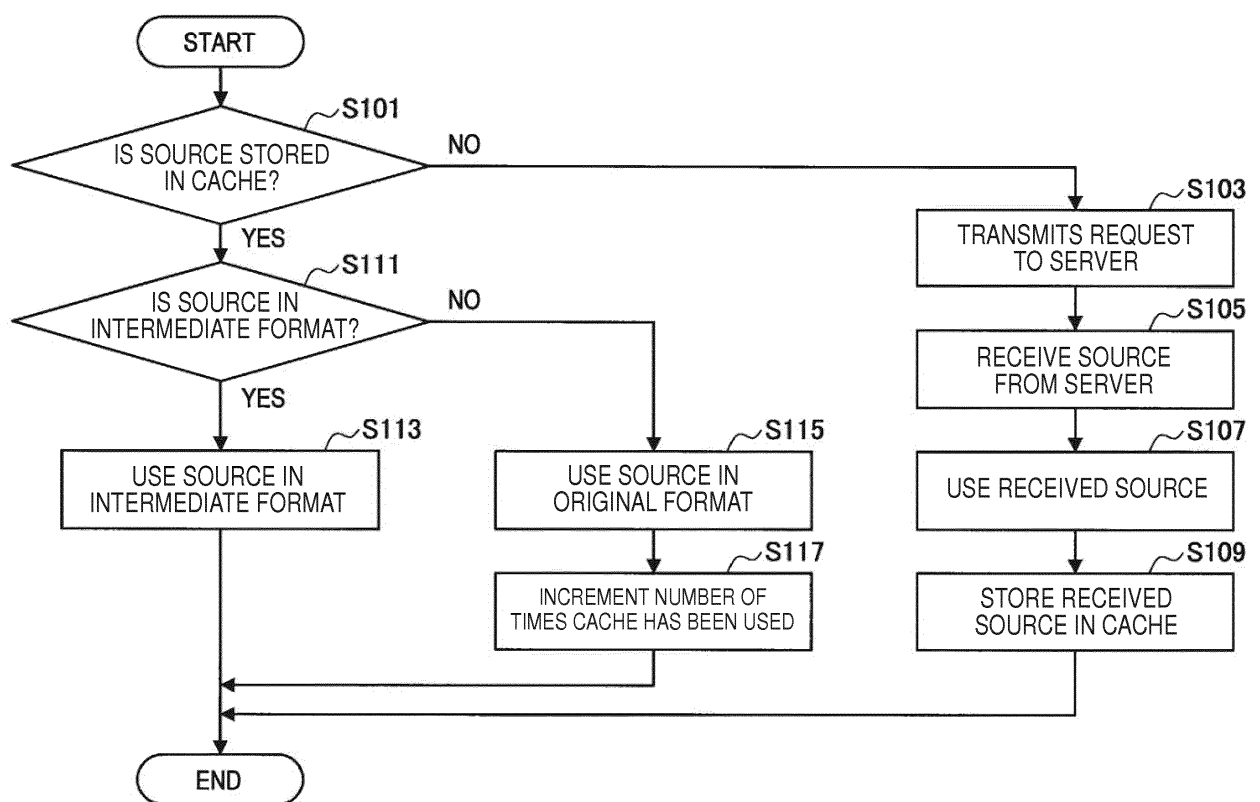 START
S101
IS SOURCE STORED
IN CACHE?
NO
YES
S103
TRANSMITS REQUEST
TO SERVER
S111
IS SOURCE IN
INTERMEDIATE FORMAT?
NO
YES
S105
RECEIVE SOURCE
FROM SERVER
S113
USE SOURCE IN
INTERMEDIATE FORMAT
S115
USE SOURCE IN
ORIGINAL FORMAT
S107
USE RECEIVED SOURCE
S117
INCREMENT NUMBER OF
TIMES CACHE HAS BEEN USED
S109
STORE RECEIVED
SOURCE IN CACHE
END